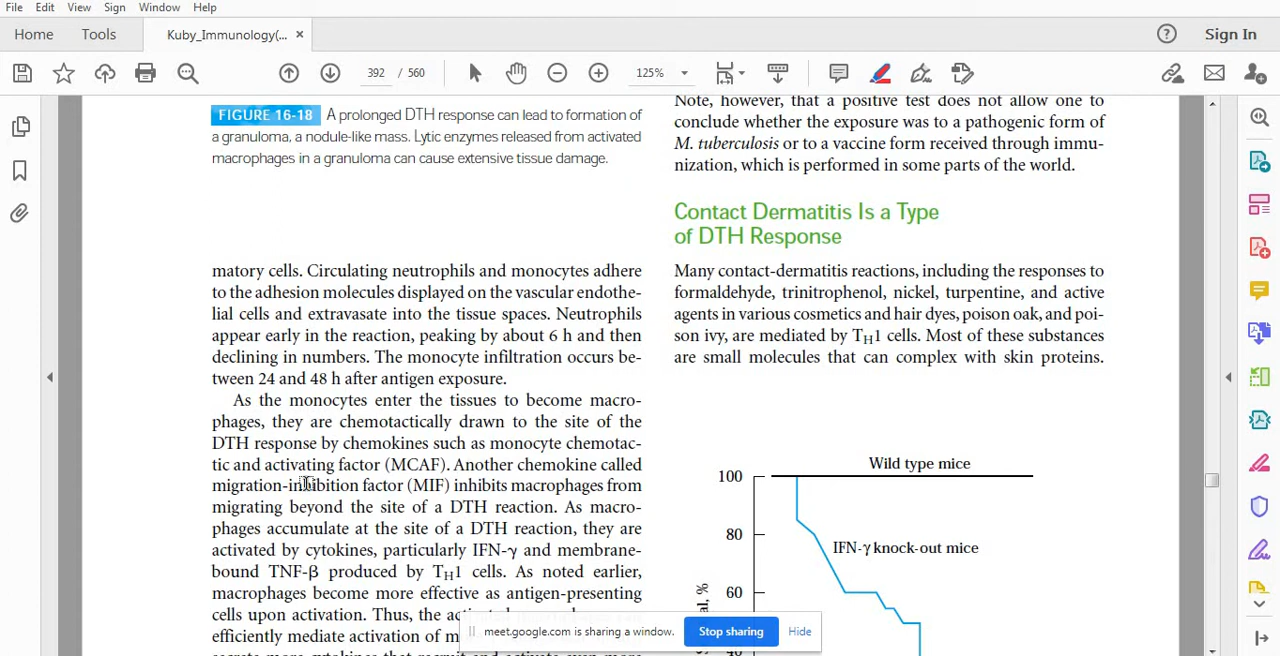 File Edit View Sign Window Help
Home Tools Kuby_Immunology(... × Sign In
392 / 560 125%
FIGURE 16-18 A prolonged DTH response can lead to formation of
a granuloma, a nodule-like mass. Lytic enzymes released from activated
macrophages in a granuloma can cause extensive tissue damage.
matory cells. Circulating neutrophils and monocytes adhere
to the adhesion molecules displayed on the vascular endothe-
lial cells and extravasate into the tissue spaces. Neutrophils
appear early in the reaction, peaking by about 6 h and then
declining in numbers. The monocyte infiltration occurs be-
tween 24 and 48 h after antigen exposure.
As the monocytes enter the tissues to become macro-
phages, they are chemotactically drawn to the site of the
DTH response by chemokines such as monocyte chemotac-
tic and activating factor (MCAF). Another chemokine called
migration-inhibition factor (MIF) inhibits macrophages from
migrating beyond the site of a DTH reaction. As macro-
phages accumulate at the site of a DTH reaction, they are
activated by cytokines, particularly IFN-γ and membrane-
bound TNF-β produced by TH1 cells. As noted earlier,
macrophages become more effective as antigen-presenting
cells upon activation. Thus, the
efficiently mediate activation of
Note, however, that a positive test does not allow one to
conclude whether the exposure was to a pathogenic form of
M. tuberculosis or to a vaccine form received through immu-
nization, which is performed in some parts of the world.
Contact Dermatitis Is a Type
of DTH Response
Many contact-dermatitis reactions, including the responses to
formaldehyde, trinitrophenol, nickel, turpentine, and active
agents in various cosmetics and hair dyes, poison oak, and poi-
son ivy, are mediated by TH1 cells. Most of these substances
are small molecules that can complex with skin proteins.
Wild type mice
100
80
IFN-γ knock-out mice
60
meet.google.com is sharing a window. Stop sharing Hide